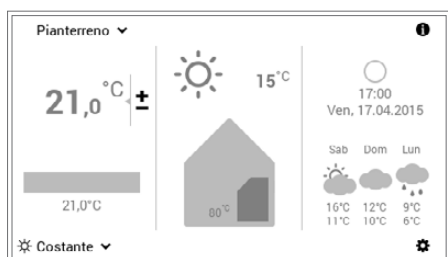 Pianterreno
21,0°C
±
15°C
17:00
Ven, 17.04.2015
Sab Dom Lun
16°C 12°C 9°C
11°C 10°C 6°C
80°C
21,0°C
Costante